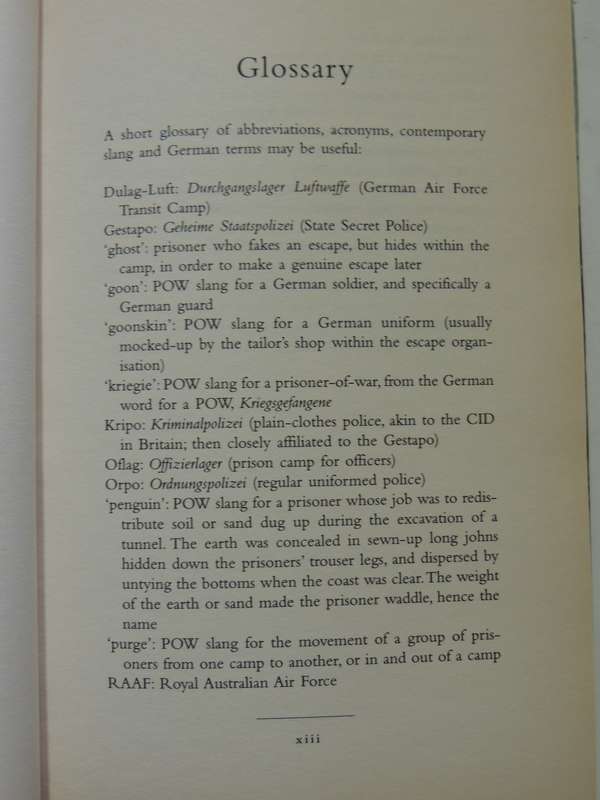 Glossary
A short glossary of abbreviations, acronyms, contemporary
slang and German terms may be useful:
Dulag-Luft: Durchgangslager Luftwaffe (German Air Force
Transit Camp)
Gestapo: Geheime Staatspolizei (State Secret Police)
‘ghost’: prisoner who fakes an escape, but hides within the
camp, in order to make a genuine escape later
‘goon’: POW slang for a German soldier, and specifically a
German guard
‘goonskin’: POW slang for a German uniform (usually
mocked-up by the tailor’s shop within the escape organ-
isation)
‘kriegie’: POW slang for a prisoner-of-war, from the German
word for a POW, Kriegsgefangene
Kripo: Kriminalpolizei (plain-clothes police, akin to the CID
in Britain; then closely affiliated to the Gestapo)
Oflag: Offizierlager (prison camp for officers)
Orpo: Ordnungspolizei (regular uniformed police)
‘penguin’: POW slang for a prisoner whose job was to redis-
tribute soil or sand dug up during the excavation of a
tunnel. The earth was concealed in sewn-up long johns
hidden down the prisoners’ trouser legs, and dispersed by
untying the bottoms when the coast was clear. The weight
of the earth or sand made the prisoner waddle, hence the
name
‘purge’: POW slang for the movement of a group of pris-
oners from one camp to another, or in and out of a camp
RAAF: Royal Australian Air Force
xiii